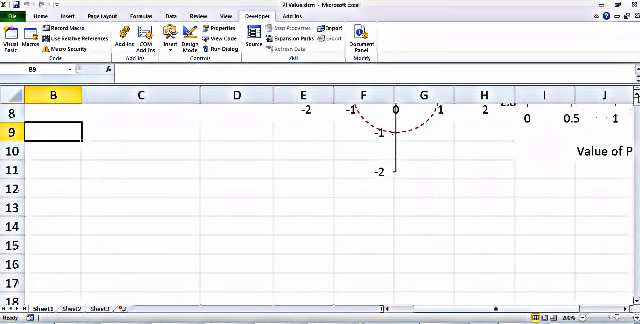 PI Value.xlsm - Microsoft Excel
File Home Insert Page Layout Formulas Data Review View Developer Add-Ins
Visual Basic
Macros
Record Macro
Use Relative References
Macro Security
Code
Add-Ins
COM Add-Ins
Add-Ins
Insert
Design Mode
Properties
View Code
Run Dialog
Controls
Source
Map Properties
Expansion Packs
Refresh Data
Import
Export
XML
Document Panel
Modify
B9
B C D E F G H I J
8
-2 -1 0 1 2
0 0.5 1
9
-1
10
Value of P
11
-2
12
13
14
15
16
17
18
Sheet1 Sheet2 Sheet3
Ready
200%